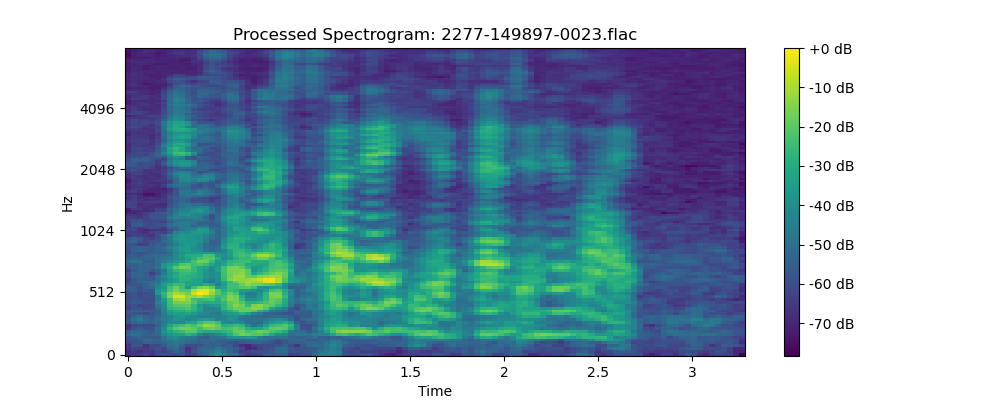 Processed Spectrogram: 2277-149897-0023.flac
+0 dB
-10 dB
-20 dB
-30 dB
-40 dB
-50 dB
-60 dB
-70 dB
4096
2048
1024
512
0
Hz
0 0.5 1 1.5 2 2.5 3
Time